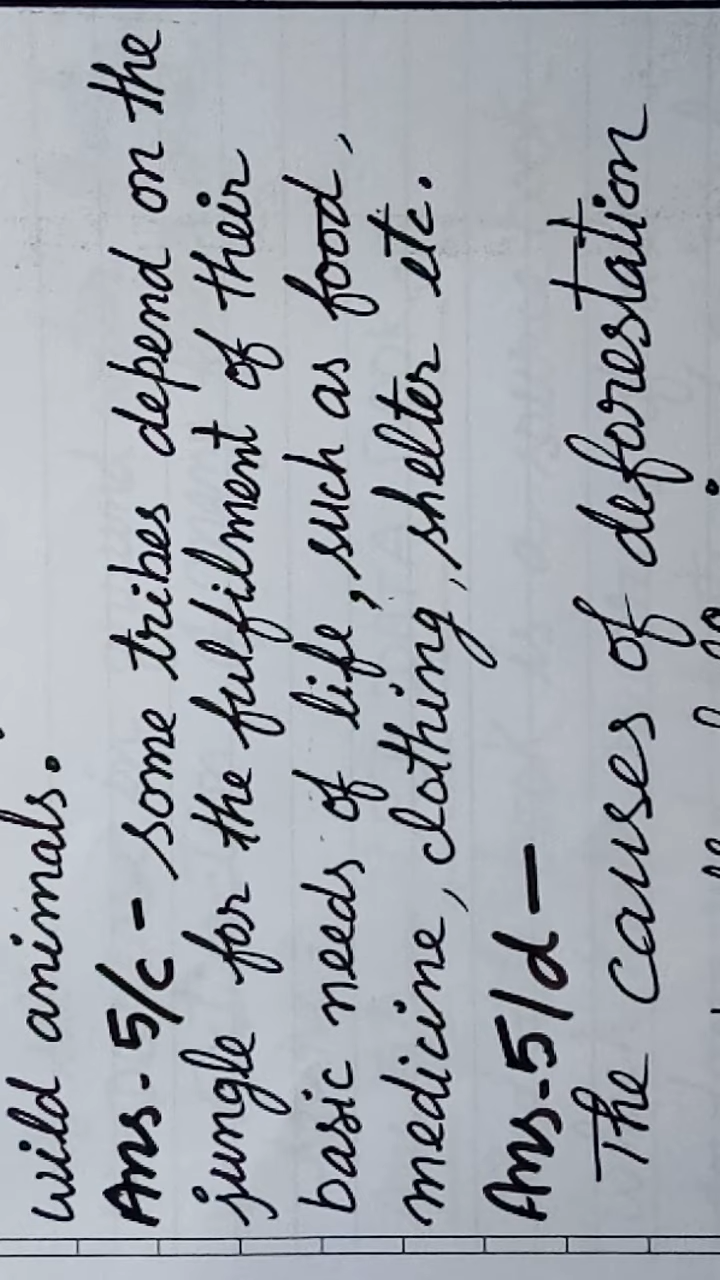 wild animals.
Ans - 5/c - some tribes depend on the
jungle for the fulfilment of their
basic needs of life, such as food,
medicine, clothing, shelter etc.
Ans - 5/d -
The causes of deforestation